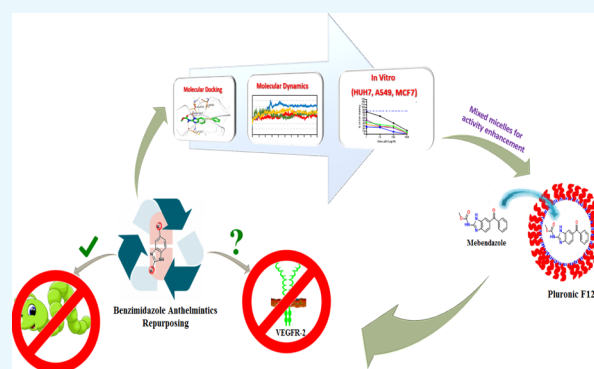 Molecular Docking
Molecular Dynamics
In Vitro
(HUH7, A549, MCF7)
Mixed micelles for
activity enhancement
Mebendazole
Pluronic F12
?
Benzimidazole Anthelmintics
Repurposing
VEGFR-2